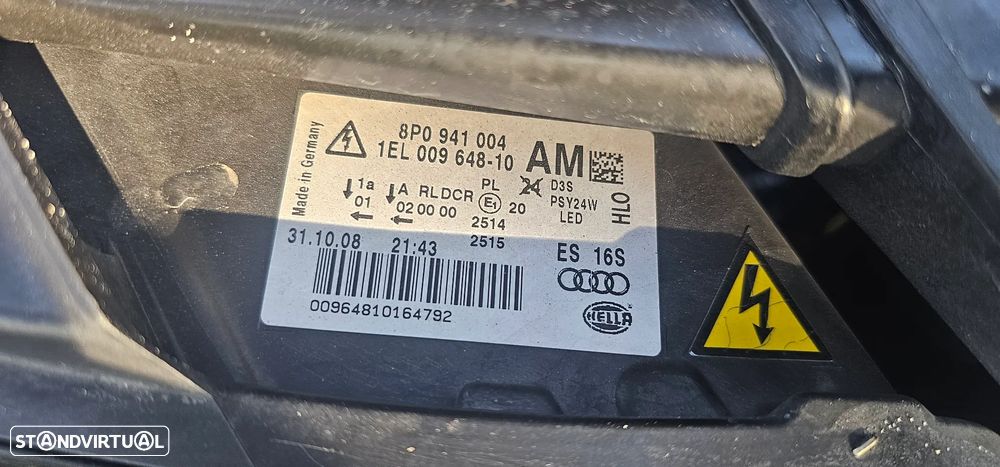 Made in Germany
8P0 941 004 AM
1EL 009 648-10
1a A RLDCR PL 24 D3S
01 02 00 00 E1 20 PSY24W
2514 LED
2515
HLO
31.10.08 21:43
ES 16S
00964810164792
HELLA
STANDVIRTUAL